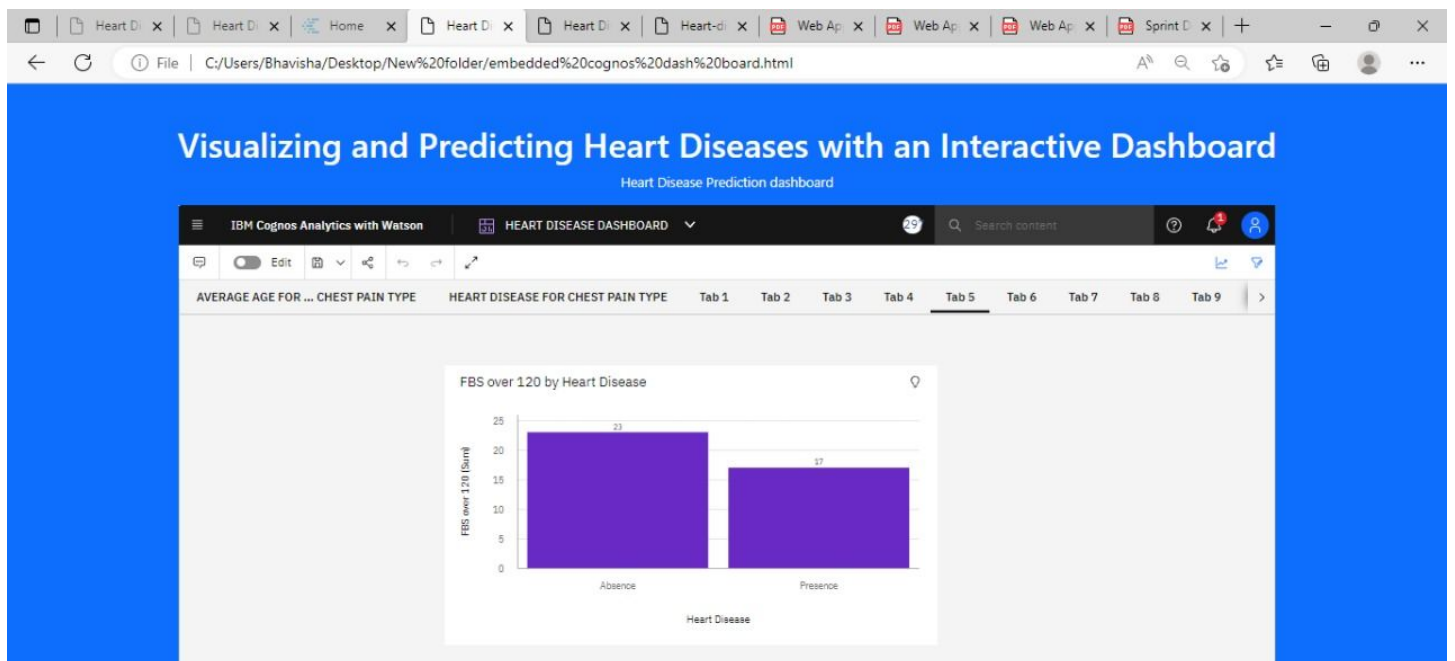 Heart Di Heart Di Home Heart Di Heart Di Heart-di Web Ap Web Ap Web Ap Sprint D
File C:/Users/Bhavisha/Desktop/New%20folder/embedded%20cognos%20dash%20board.html
Visualizing and Predicting Heart Diseases with an Interactive Dashboard
Heart Disease Prediction dashboard
IBM Cognos Analytics with Watson HEART DISEASE DASHBOARD Search content 1
Edit
AVERAGE AGE FOR ... CHEST PAIN TYPE HEART DISEASE FOR CHEST PAIN TYPE Tab 1 Tab 2 Tab 3 Tab 4 Tab 5 Tab 6 Tab 7 Tab 8 Tab 9
FBS over 120 by Heart Disease
FBS over 120 (Sum)
25
20
15
10
5
0
23
17
Absence Presence
Heart Disease